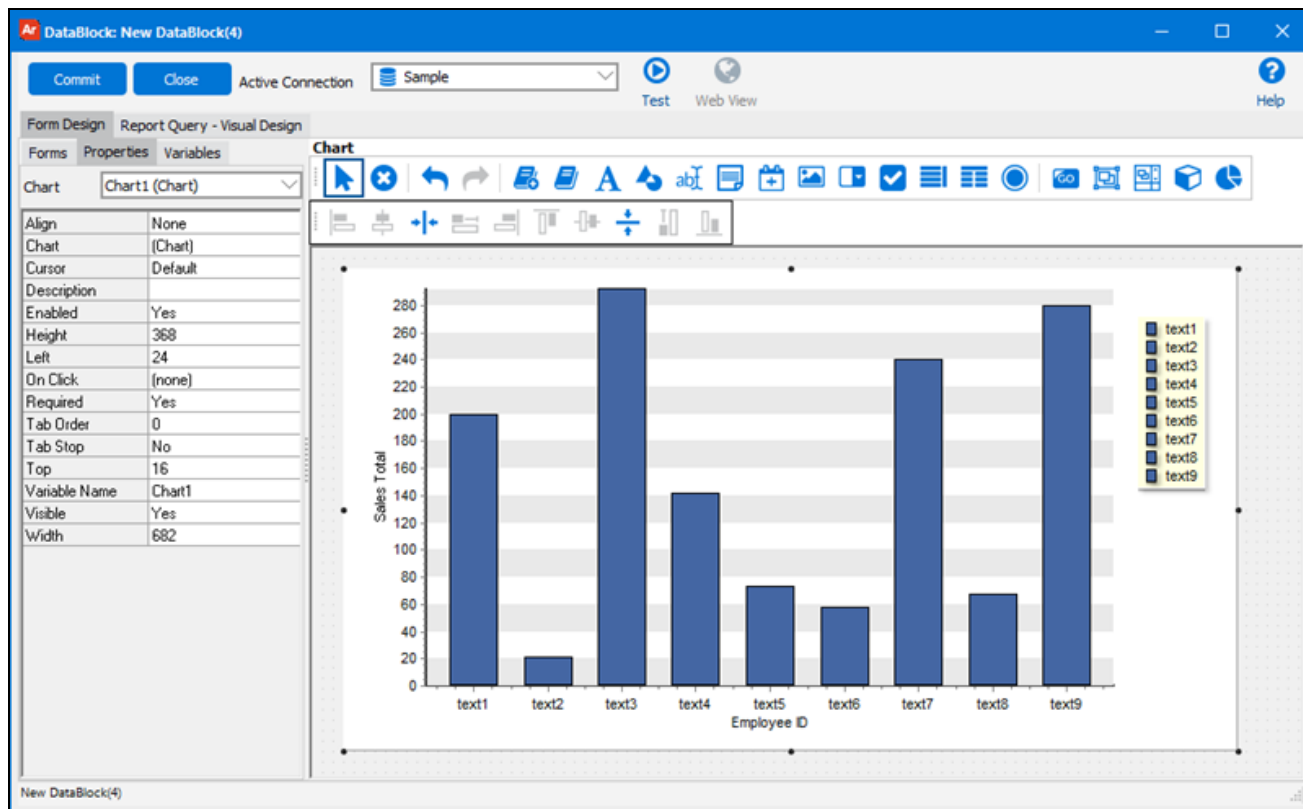 Ar DataBlock: New DataBlock(4)
Commit Close Active Connection Sample Test Web View Help
Form Design Report Query - Visual Design
Forms Properties Variables
Chart
Chart Chart1 (Chart)
A abI GO
Align None
Chart (Chart)
Cursor Default
Description
Enabled Yes
Height 368
Left 24
On Click (none)
Required Yes
Tab Order 0
Tab Stop No
Top 16
Variable Name Chart1
Visible Yes
Width 682
280
260
240
220
200
180
160
140
120
100
80
60
40
20
0
Sales Total
text1 text2 text3 text4 text5 text6 text7 text8 text9
Employee ID
text1
text2
text3
text4
text5
text6
text7
text8
text9
New DataBlock(4)